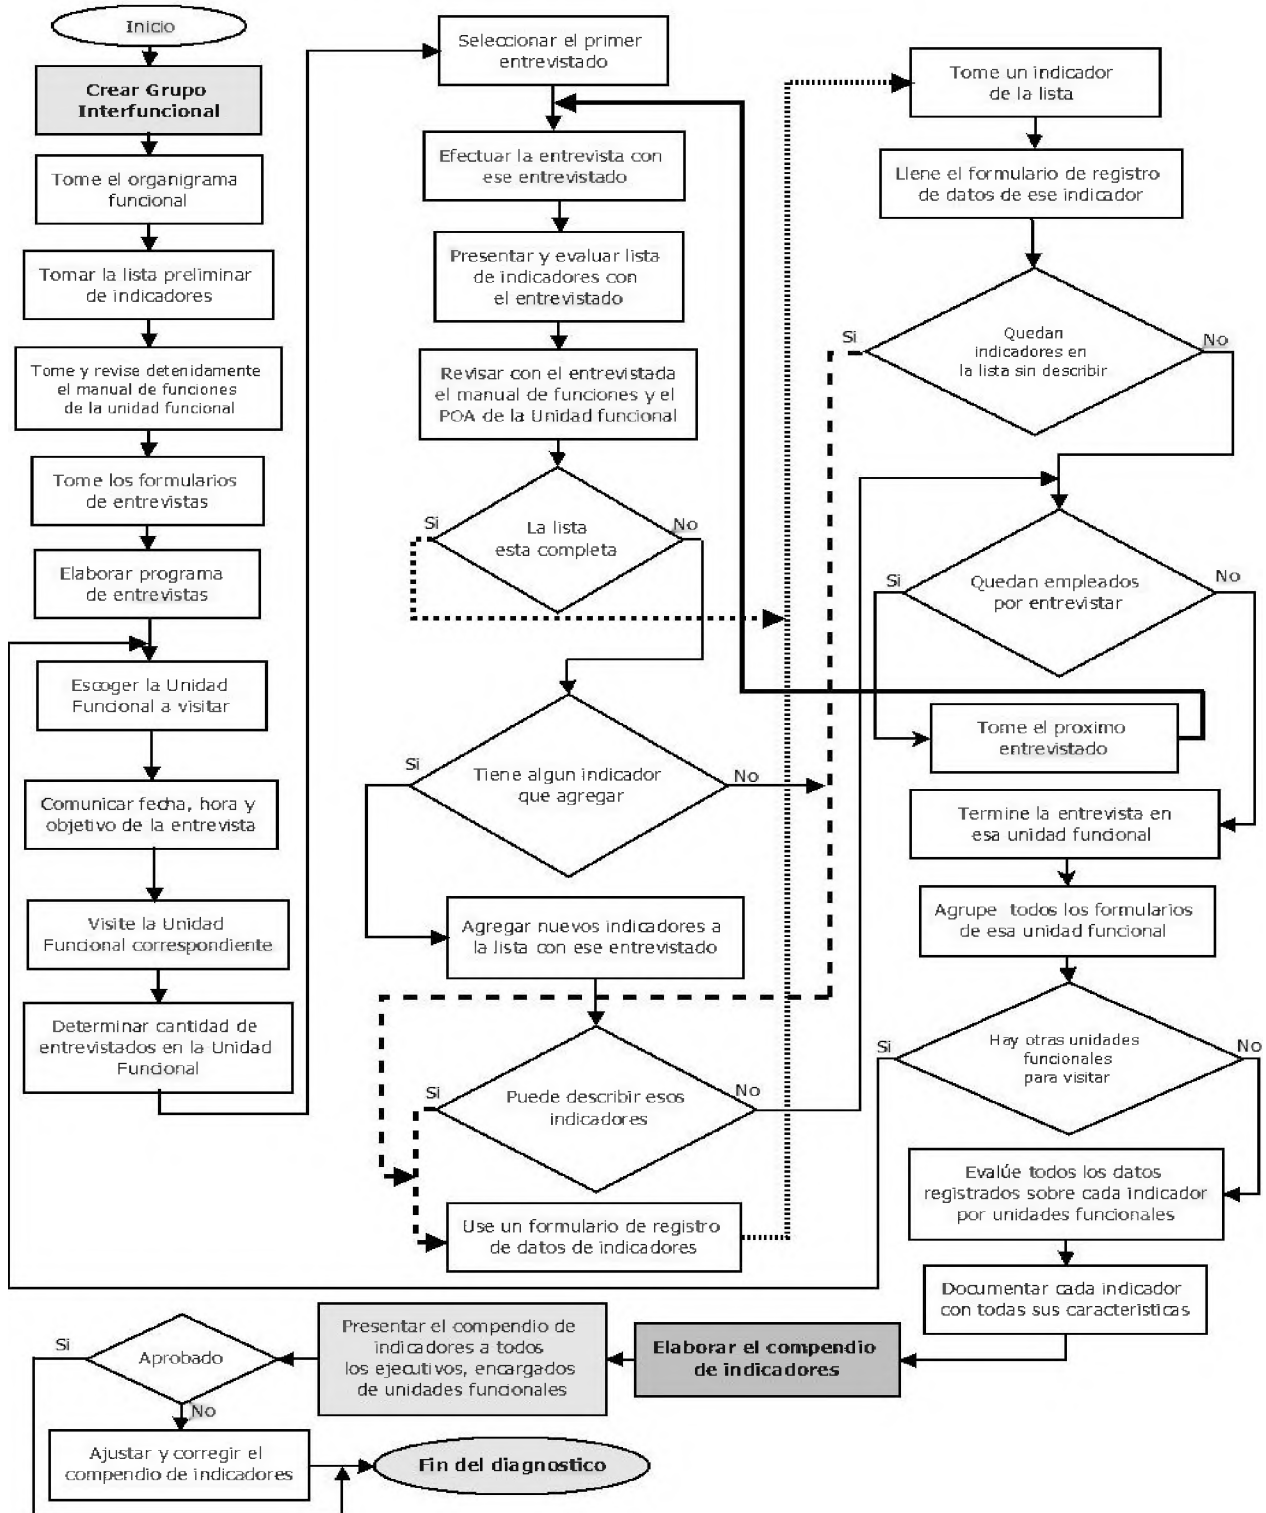 Inicio
Crear Grupo
Interfuncional
Tome el organigrama
funcional
Tomar la lista preliminar
de indicadores
Tome y revise detenidamente
el manual de funciones
de la unidad funcional
Tome los formularios
de entrevistas
Elaborar programa
de entrevistas
Escoger la Unidad
Funcional a visitar
Comunicar fecha, hora y
objetivo de la entrevista
Visite la Unidad
Funcional correspondiente
Determinar cantidad de
entrevistados en la Unidad
Funcional
Seleccionar el primer
entrevistado
Efectuar la entrevista con
ese entrevistado
Presentar y evaluar lista
de indicadores con
el entrevistado
Revisar con el entrevistada
el manual de funciones y el
POA de la Unidad funcional
Si
La lista
esta completa
No
Si
Tiene algun indicador
que agregar
No
Agregar nuevos indicadores a
la lista con ese entrevistado
Si
Puede describir esos
indicadores
No
Use un formulario de registro
de datos de indicadores
Tome un indicador
de la lista
Llene el formulario de registro
de datos de ese indicador
Si
Quedan
indicadores en
la lista sin describir
No
Si
Quedan empleados
por entrevistar
No
Tome el proximo
entrevistado
Termine la entrevista en
esa unidad funcional
Agrupe todos los formularios
de esa unidad funcional
Si
Hay otras unidades
funcionales
para visitar
No
Evalúe todos los datos
registrados sobre cada indicador
por unidades funcionales
Documentar cada indicador
con todas sus características
Elaborar el compendio
de indicadores
Presentar el compendio de
indicadores a todos
los ejecutivos, encargados
de unidades funcionales
Si
Aprobado
No
Ajustar y corregir el
compendio de indicadores
Fin del diagnostico